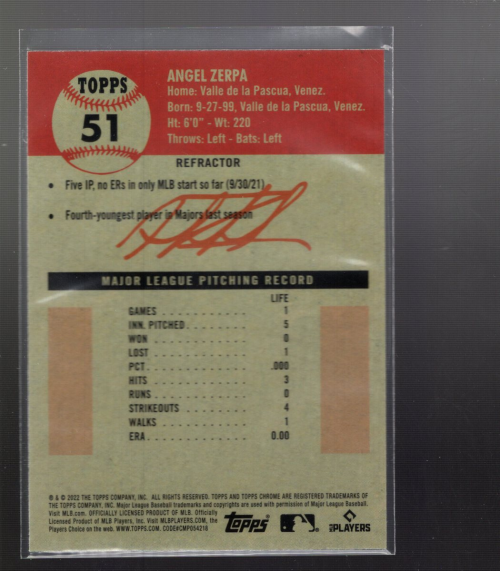 TOPPS
51
ANGEL ZERPA
Home: Valle de la Pascua, Venez.
Born: 9-27-99, Valle de la Pascua, Venez.
Ht: 6'0" - Wt: 220
Throws: Left - Bats: Left
REFRACTOR
• Five IP, no ERs in only MLB start so far (9/30/21)
• Fourth-youngest player in Majors last season
MAJOR LEAGUE PITCHING RECORD
LIFE
GAMES . . . . . . . . . . . . 1
INN. PITCHED . . . . . . . . 5
WON . . . . . . . . . . . . 0
LOST . . . . . . . . . . . . 1
PCT. . . . . . . . . . . . . .000
HITS . . . . . . . . . . . . 3
RUNS . . . . . . . . . . . . 0
STRIKEOUTS . . . . . . . . 4
WALKS . . . . . . . . . . . 1
ERA . . . . . . . . . . . . 0.00
® & © 2022 THE TOPPS COMPANY, INC. ALL RIGHTS RESERVED. TOPPS AND TOPPS CHROME ARE REGISTERED TRADEMARKS OF
THE TOPPS COMPANY, INC. Major League Baseball trademarks and copyrights are used with permission of Major League Baseball.
Visit MLB.com. OFFICIALLY LICENSED PRODUCT OF MLB. Officially
Licensed Product of MLB Players, Inc. Visit MLBPLAYERS.COM, the
Players Choice on the web. WWW.TOPPS.COM. CODE#CMP054216
Topps
MLB PLAYERS